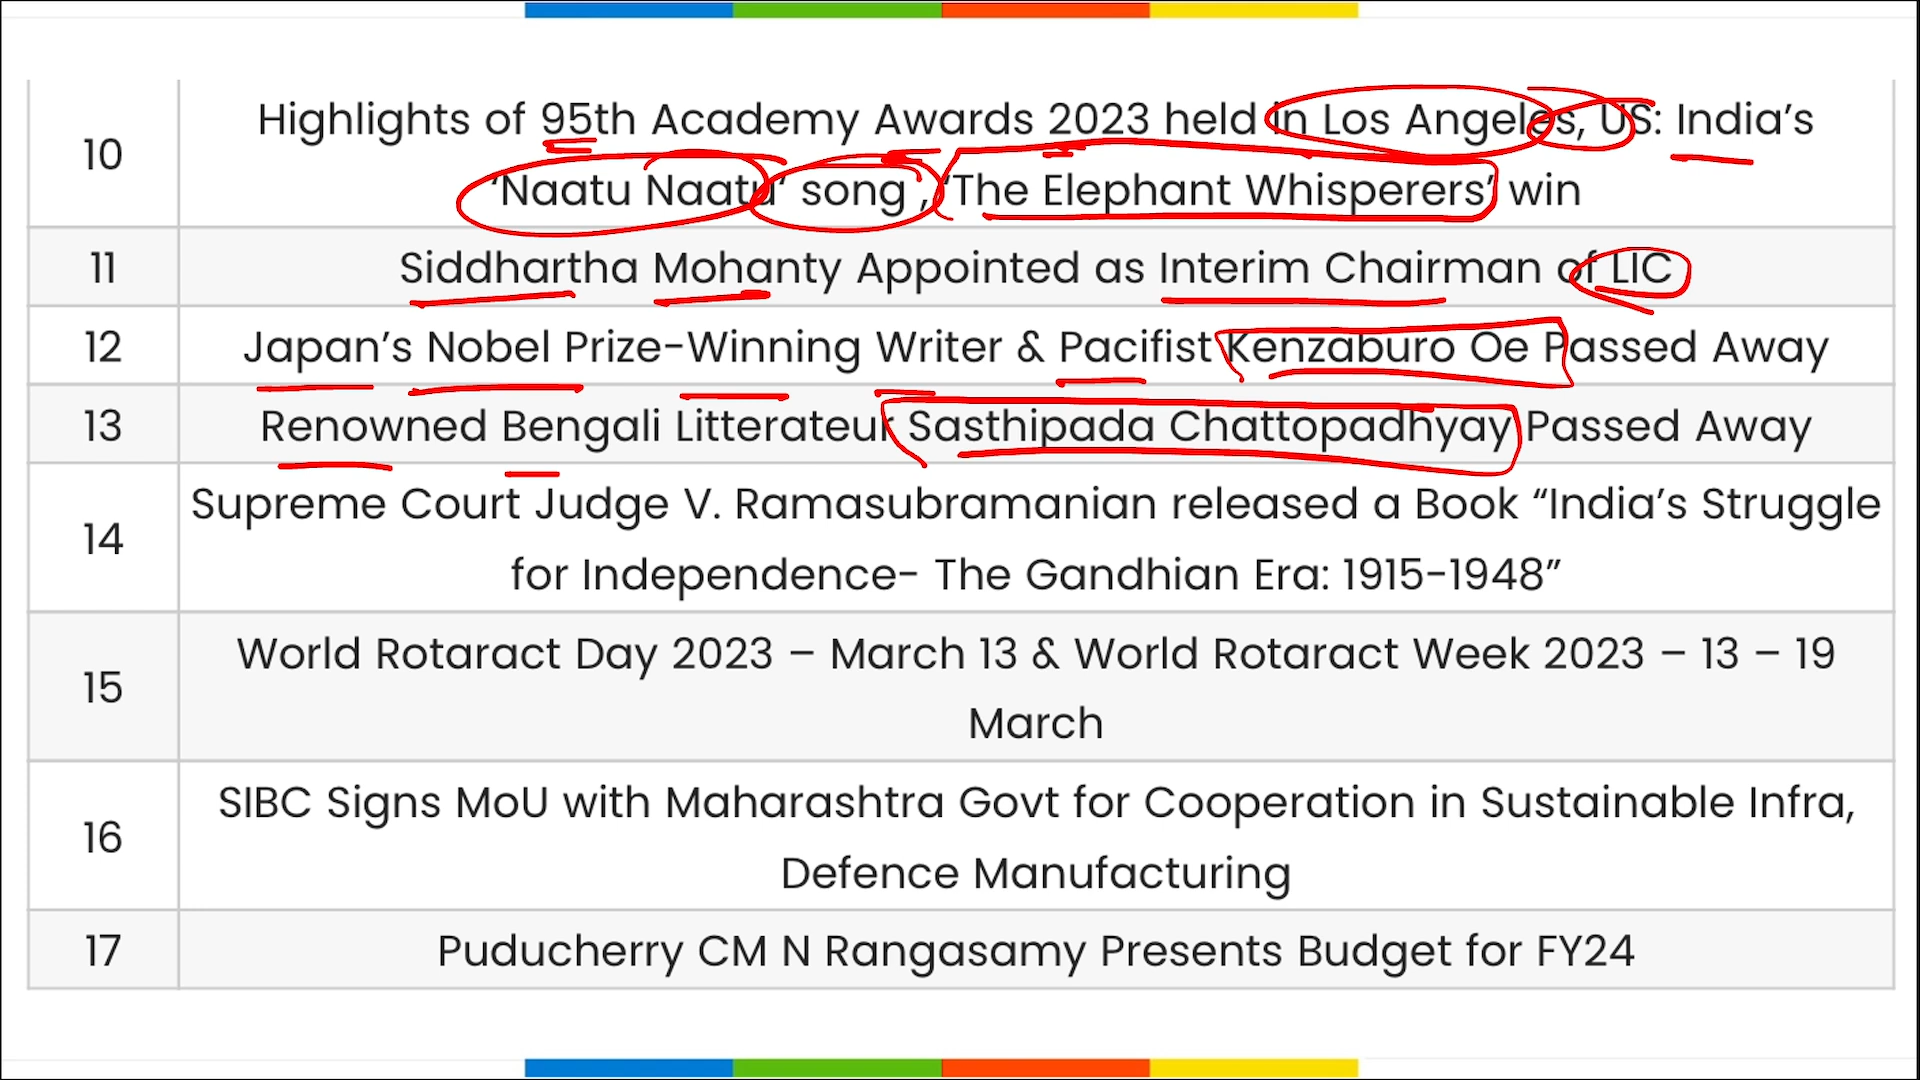 10
Highlights of 95th Academy Awards 2023 held in Los Angeles, US: India’s
‘Naatu Naatu’ song , ‘The Elephant Whisperers’ win
11
Siddhartha Mohanty Appointed as Interim Chairman of LIC
12
Japan’s Nobel Prize-Winning Writer & Pacifist Kenzaburo Oe Passed Away
13
Renowned Bengali Litterateur Sasthipada Chattopadhyay Passed Away
14
Supreme Court Judge V. Ramasubramanian released a Book “India’s Struggle
for Independence- The Gandhian Era: 1915-1948”
15
World Rotaract Day 2023 – March 13 & World Rotaract Week 2023 – 13 – 19
March
16
SIBC Signs MoU with Maharashtra Govt for Cooperation in Sustainable Infra,
Defence Manufacturing
17
Puducherry CM N Rangasamy Presents Budget for FY24